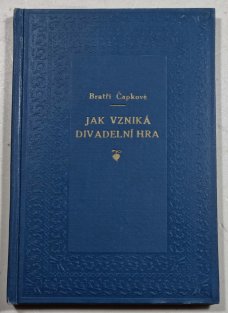 Bratři Čapkové
JAK VZNIKÁ
DIVADELNÍ HRA